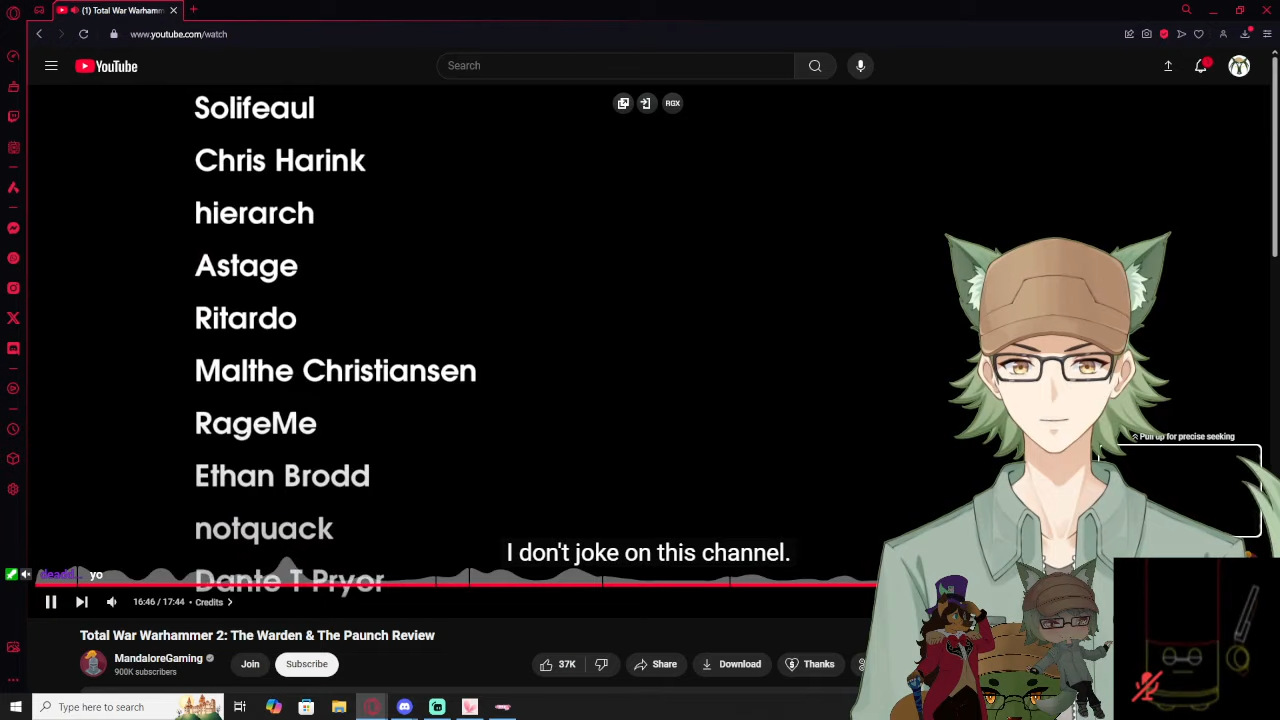 (1) Total War Warhamm
www.youtube.com/watch
YouTube
Search
RGX
Solifeaul
Chris Harink
hierarch
Astage
Ritardo
Malthe Christiansen
RageMe
Ethan Brodd
notquack
Dante T Pryor
I don't joke on this channel.
Pull up for precise seeking
yo
16:46 / 17:44 • Credits
Total War Warhammer 2: The Warden & The Paunch Review
MandaloreGaming
900K subscribers
Join
Subscribe
37K
Share
Download
Thanks
Type here to search